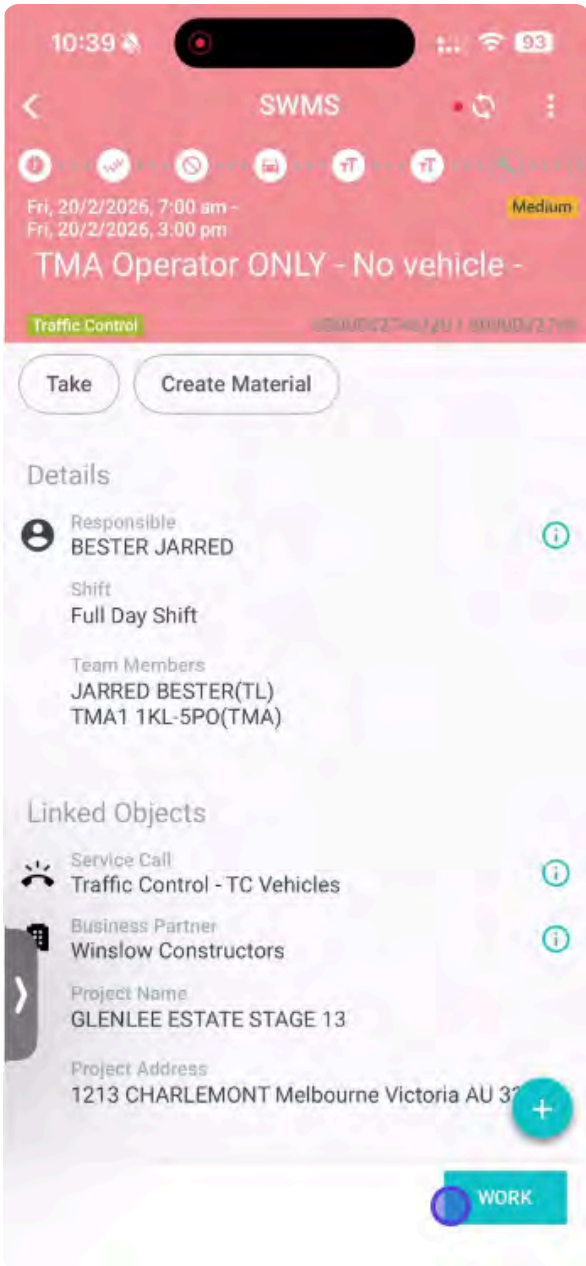 10:39
93
SWMS
Fri, 20/2/2026, 7:00 am -
Fri, 20/2/2026, 3:00 pm
Medium
TMA Operator ONLY - No vehicle -
Traffic Control
Take
Create Material
Details
Responsible
BESTER JARRED
Shift
Full Day Shift
Team Members
JARRED BESTER(TL)
TMA1 1KL-5PO(TMA)
Linked Objects
Service Call
Traffic Control - TC Vehicles
Business Partner
Winslow Constructors
Project Name
GLENLEE ESTATE STAGE 13
Project Address
1213 CHARLEMONT Melbourne Victoria AU
WORK